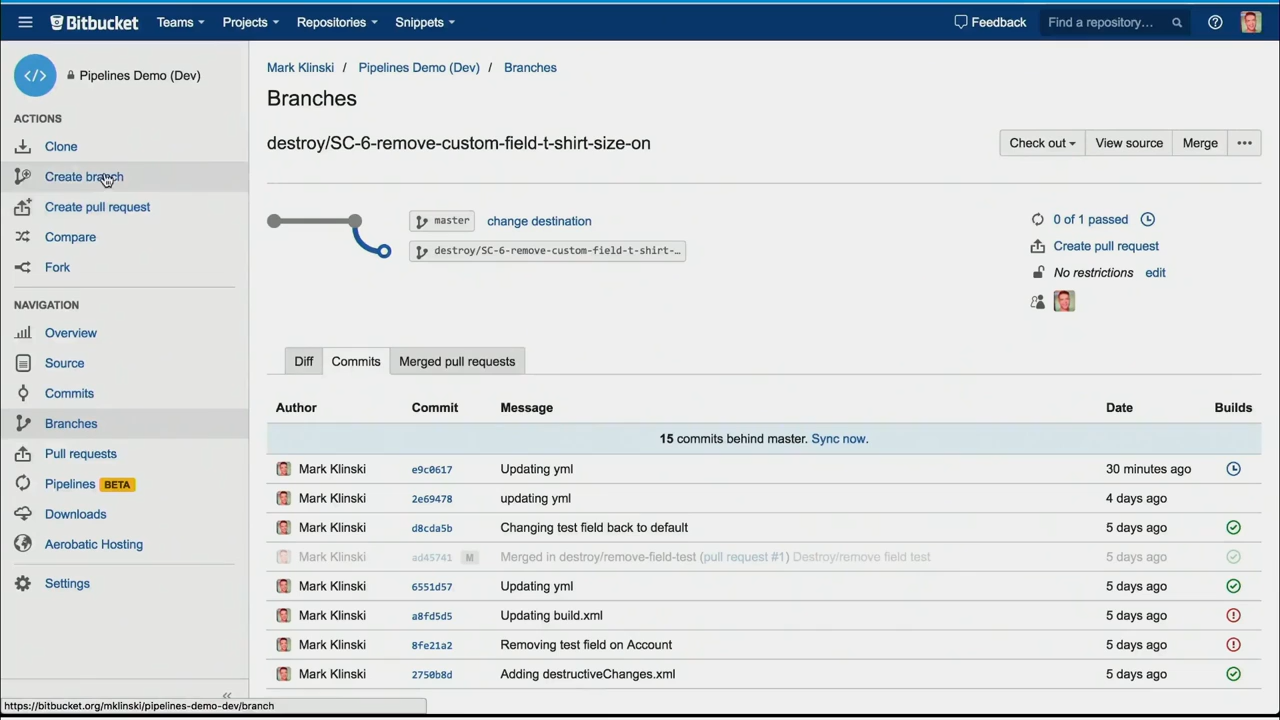 Bitbucket Teams Projects Repositories Snippets Feedback Find a repository...
Pipelines Demo (Dev)
ACTIONS
Clone
Create branch
Create pull request
Compare
Fork
NAVIGATION
Overview
Source
Commits
Branches
Pull requests
Pipelines BETA
Downloads
Aerobatic Hosting
Settings
Mark Klinski / Pipelines Demo (Dev) / Branches
Branches
destroy/SC-6-remove-custom-field-t-shirt-size-on
Check out View source Merge
master change destination
destroy/SC-6-remove-custom-field-t-shirt-…
0 of 1 passed
Create pull request
No restrictions edit
Diff Commits Merged pull requests
Author Commit Message Date Builds
15 commits behind master. Sync now.
Mark Klinski e9c0617 Updating yml 30 minutes ago
Mark Klinski 2e69478 updating yml 4 days ago
Mark Klinski d8cda5b Changing test field back to default 5 days ago
Mark Klinski ad45741 M Merged in destroy/remove-field-test (pull request #1) Destroy/remove field test 5 days ago
Mark Klinski 6551d57 Updating yml 5 days ago
Mark Klinski a8fd5d5 Updating build.xml 5 days ago
Mark Klinski 8fe21a2 Removing test field on Account 5 days ago
Mark Klinski 2750b8d Adding destructiveChanges.xml 5 days ago
https://bitbucket.org/mklinski/pipelines-demo-dev/branch